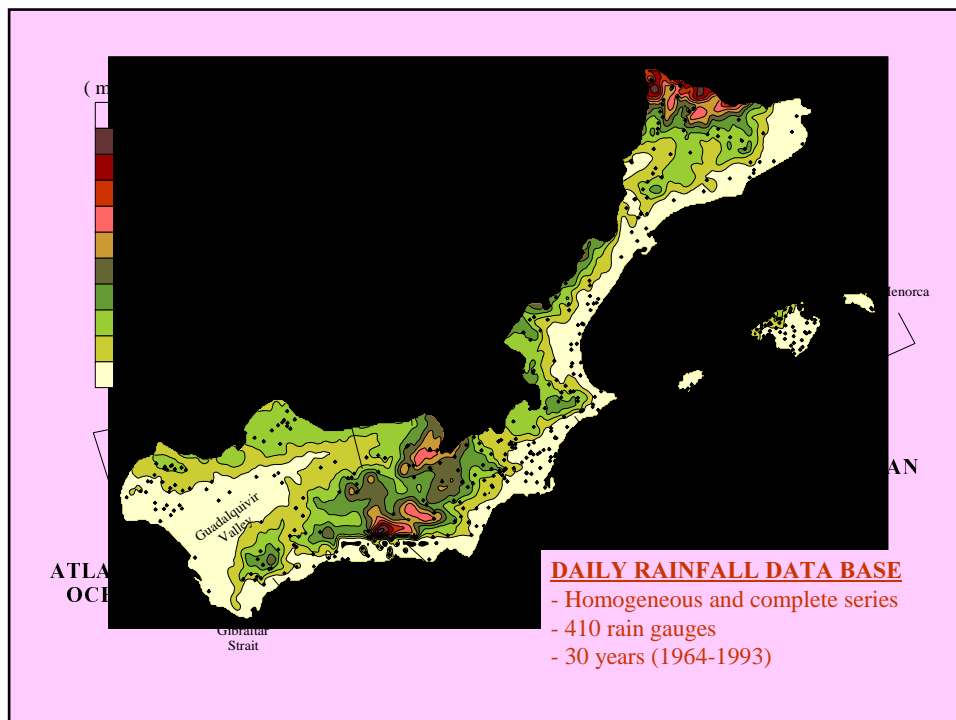 ( m
Menorca
AN
Guadalquivir
Valley
ATLA
OCE
Gibraltar
Strait
DAILY RAINFALL DATA BASE
- Homogeneous and complete series
- 410 rain gauges
- 30 years (1964-1993)